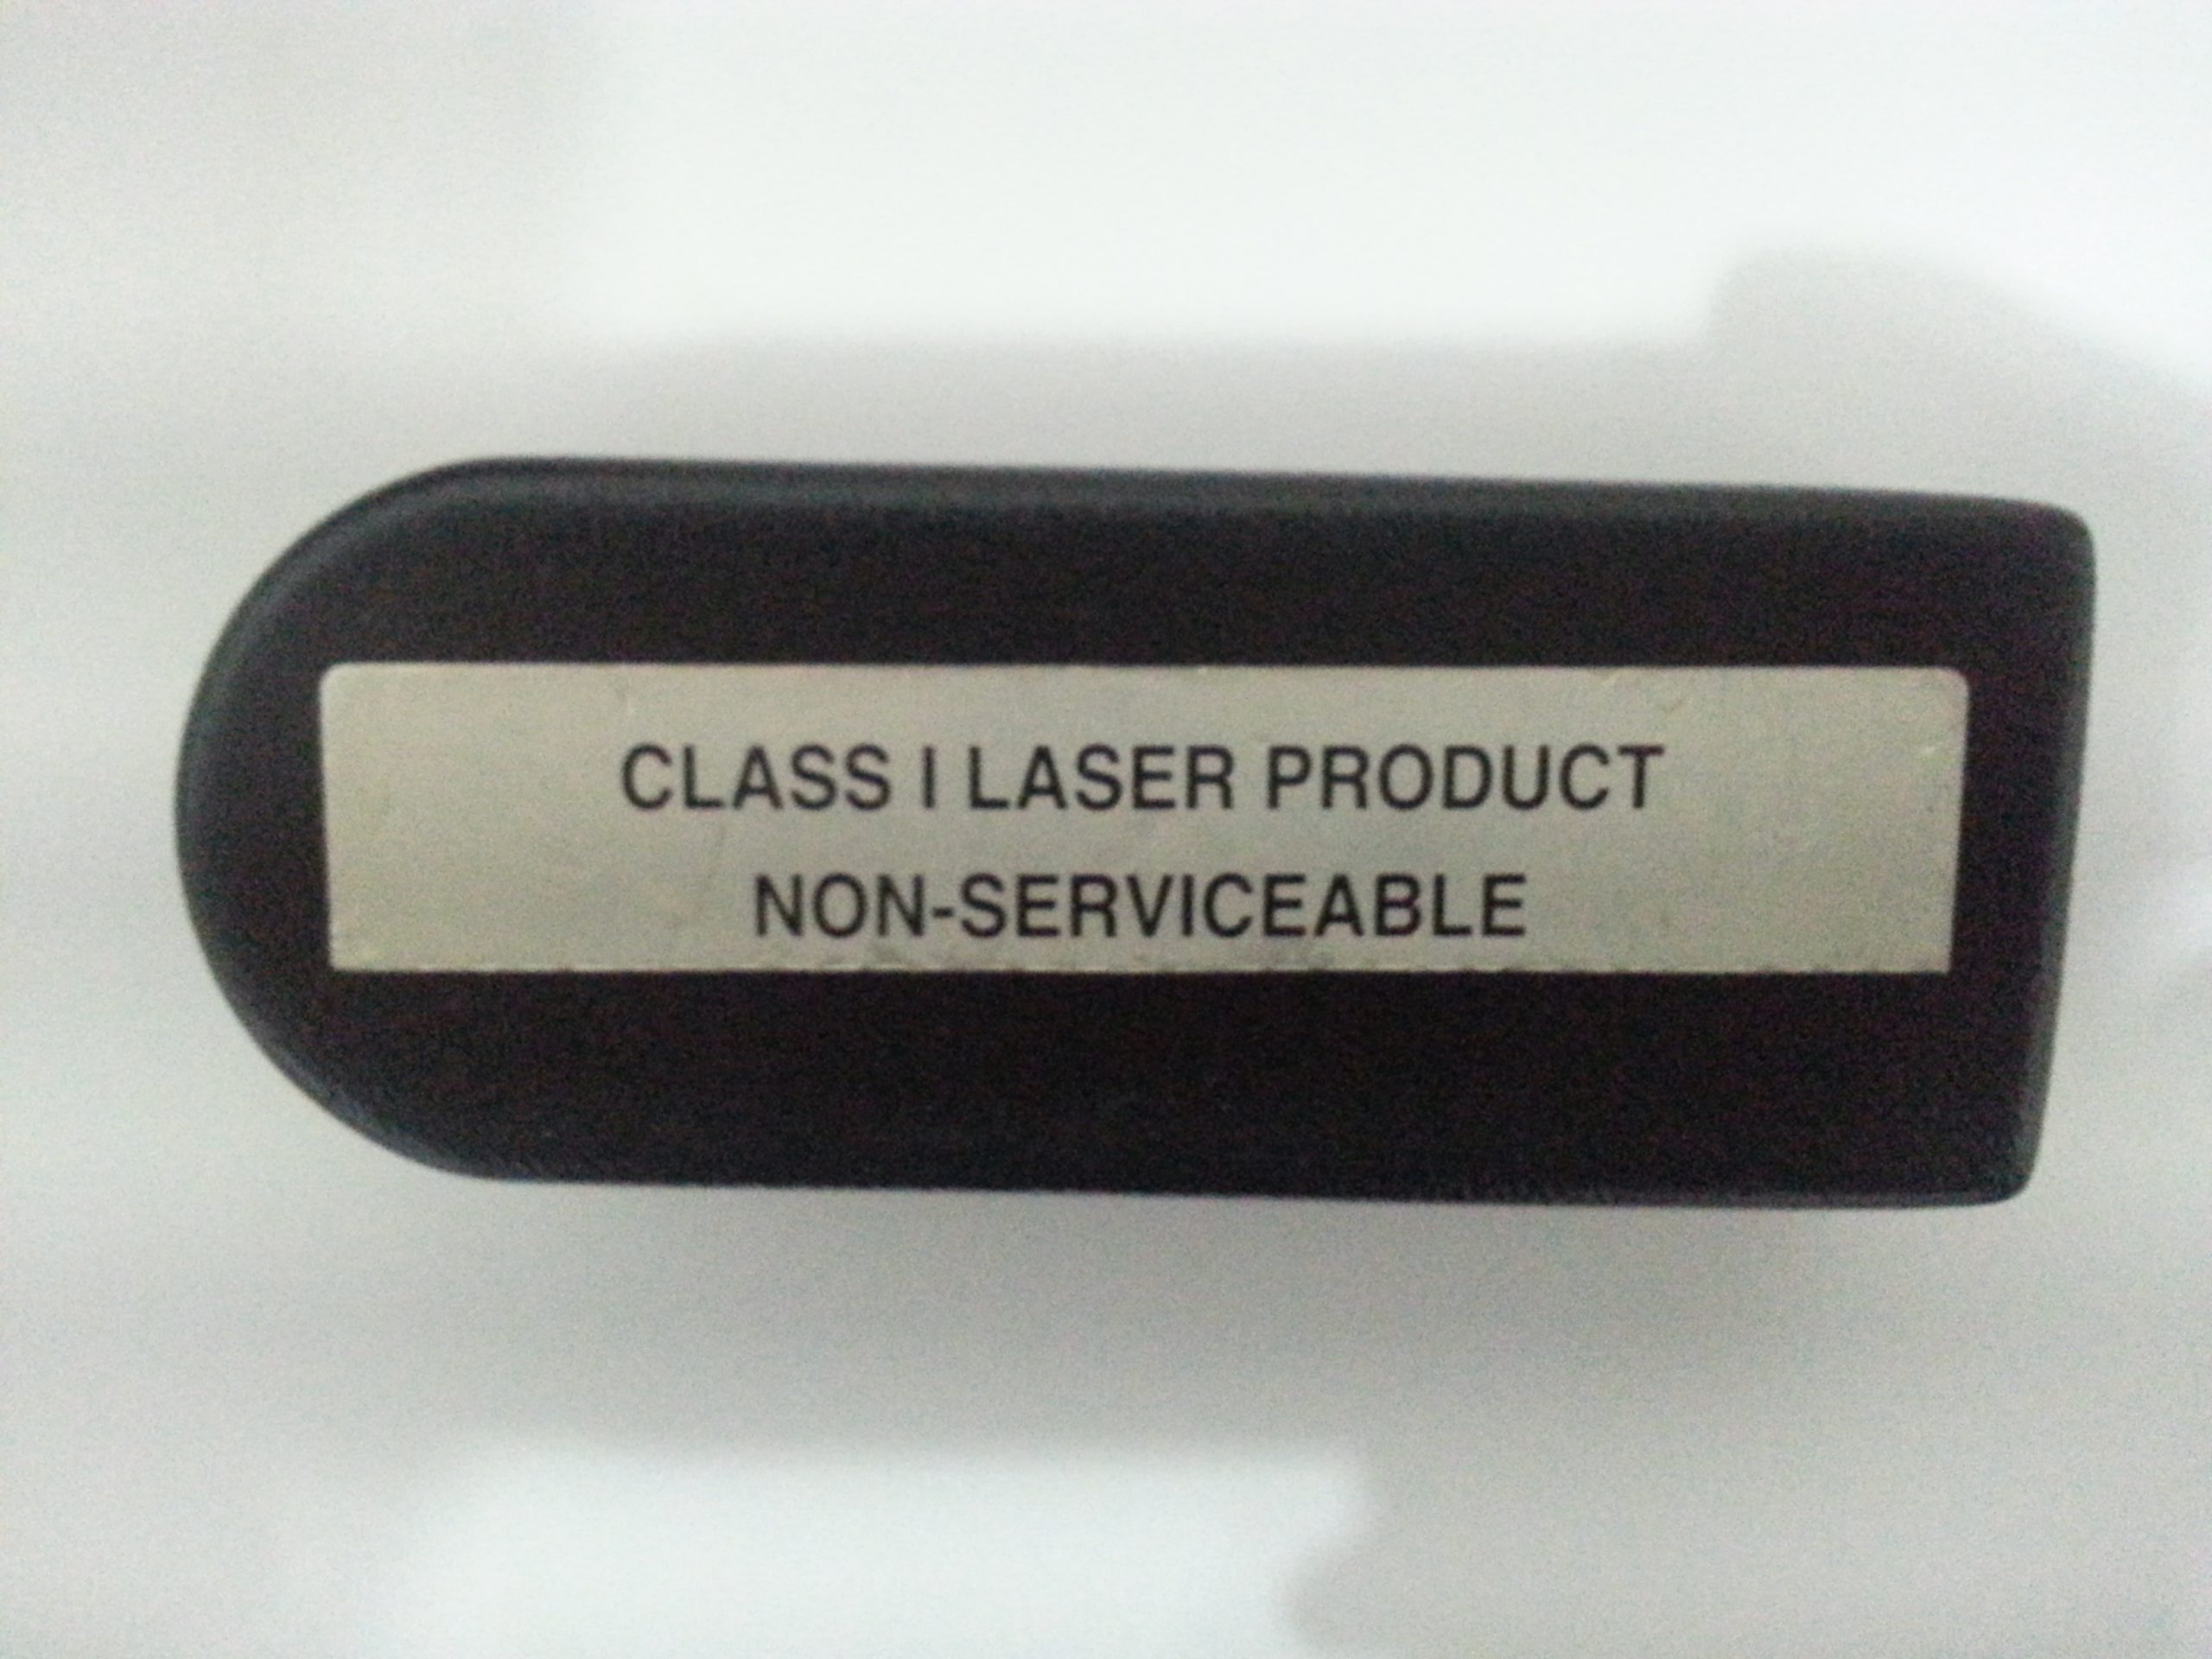 CLASS I LASER PRODUCT
NON-SERVICEABLE